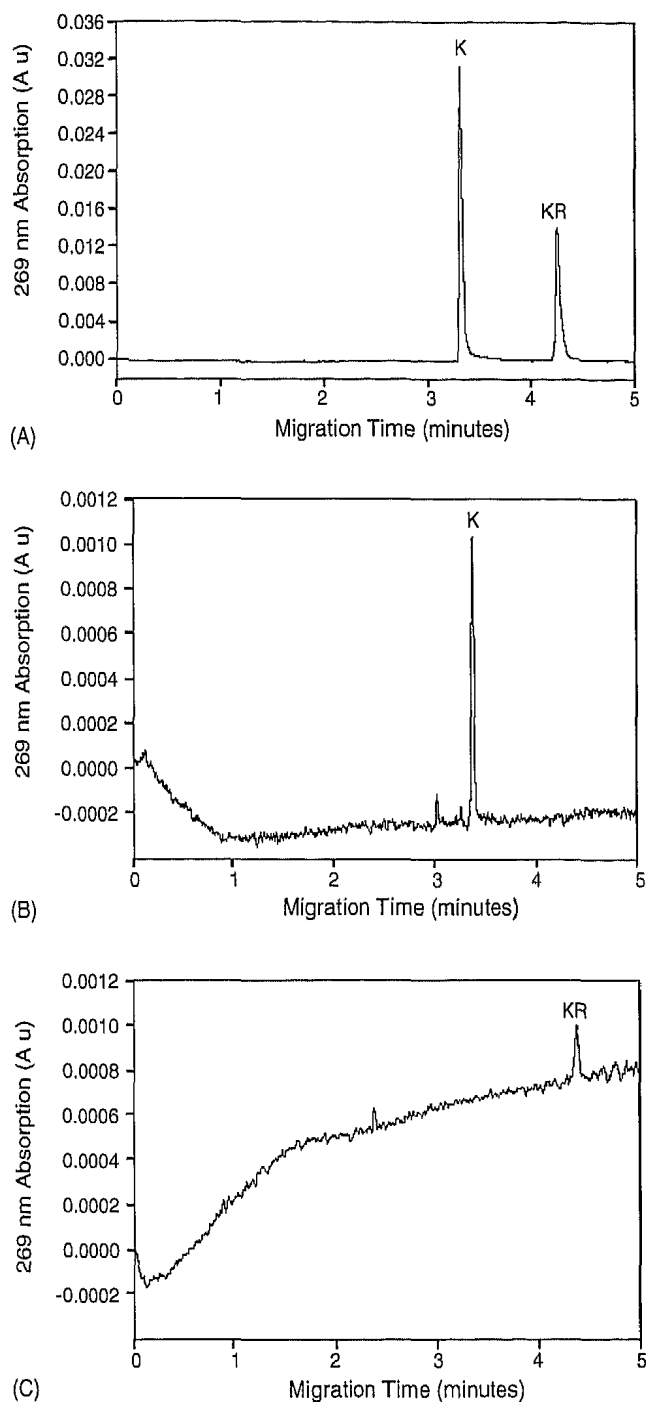 0.036
0.032
0.028
0.024
0.020
0.016
0,012
0.008
0.004
0.000
269 nm Absorption (A u)
K
KR
0 1 2 3 4 5
Migration Time (minutes)
(A)
0.0012
0.0010
0.0008
0.0006
0.0004
0.0002
0.0000
-0.0002
269 nm Absorption (A u)
K
0 1 2 3 4 5
Migration Time (minutes)
(B)
0.0012
0.0010
0.0008
0.0006
0.0004
0.0002
0.0000
-0.0002
269 nm Absorption (A u)
KR
0 1 2 3 4 5
Migration Time (minutes)
(C)